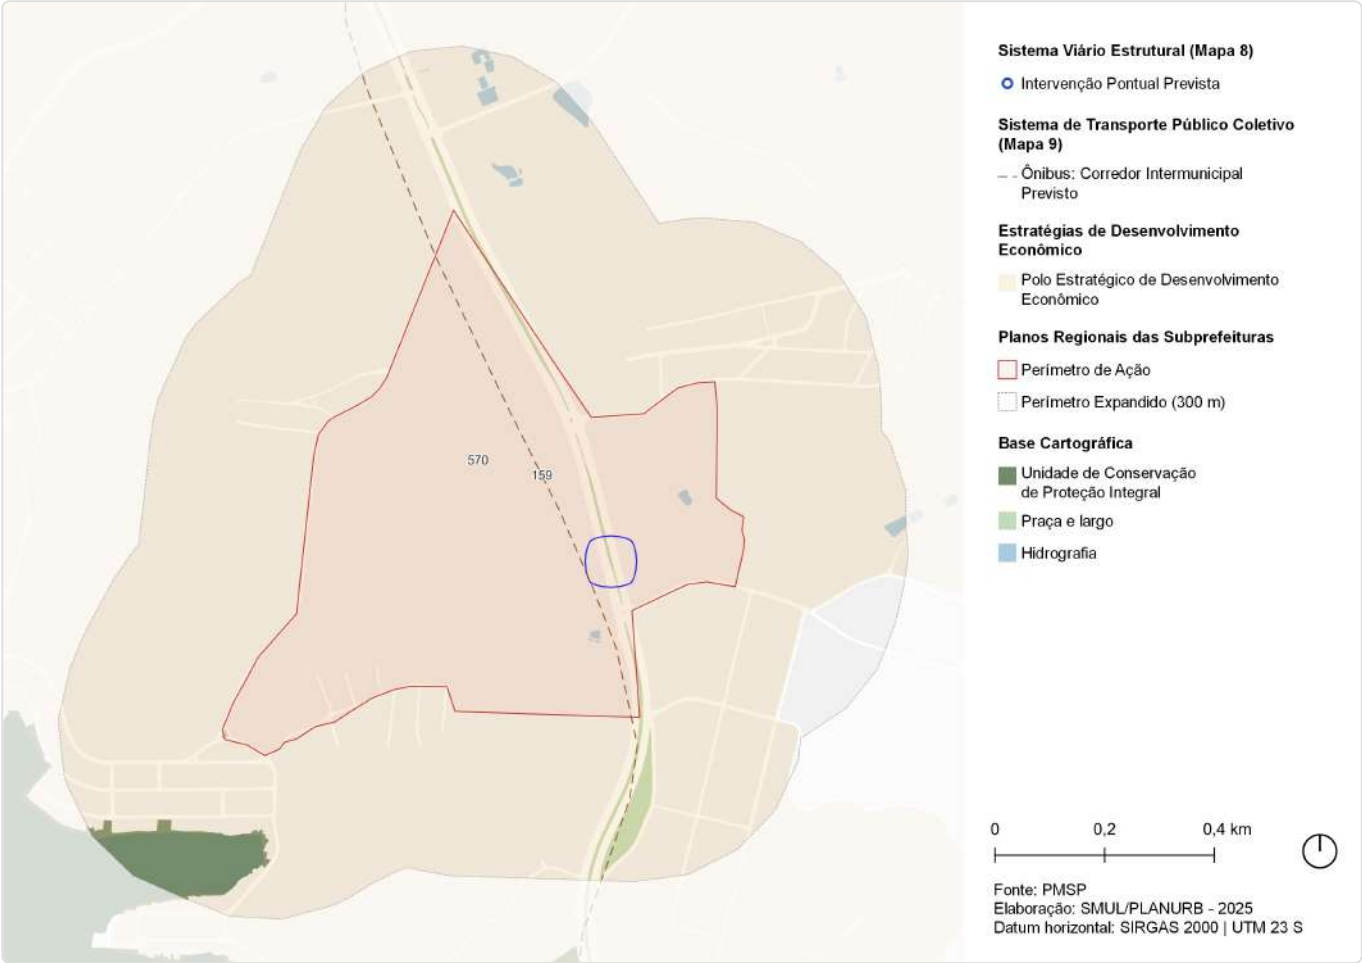 570
159
Sistema Viário Estrutural (Mapa 8)
Intervenção Pontual Prevista
Sistema de Transporte Público Coletivo
(Mapa 9)
Ônibus: Corredor Intermunicipal
Previsto
Estratégias de Desenvolvimento
Econômico
Polo Estratégico de Desenvolvimento
Econômico
Planos Regionais das Subprefeituras
Perímetro de Ação
Perímetro Expandido (300 m)
Base Cartográfica
Unidade de Conservação
de Proteção Integral
Praça e largo
Hidrografia
0 0,2 0,4 km
Fonte: PMSP
Elaboração: SMUL/PLANURB - 2025
Datum horizontal: SIRGAS 2000 | UTM 23 S